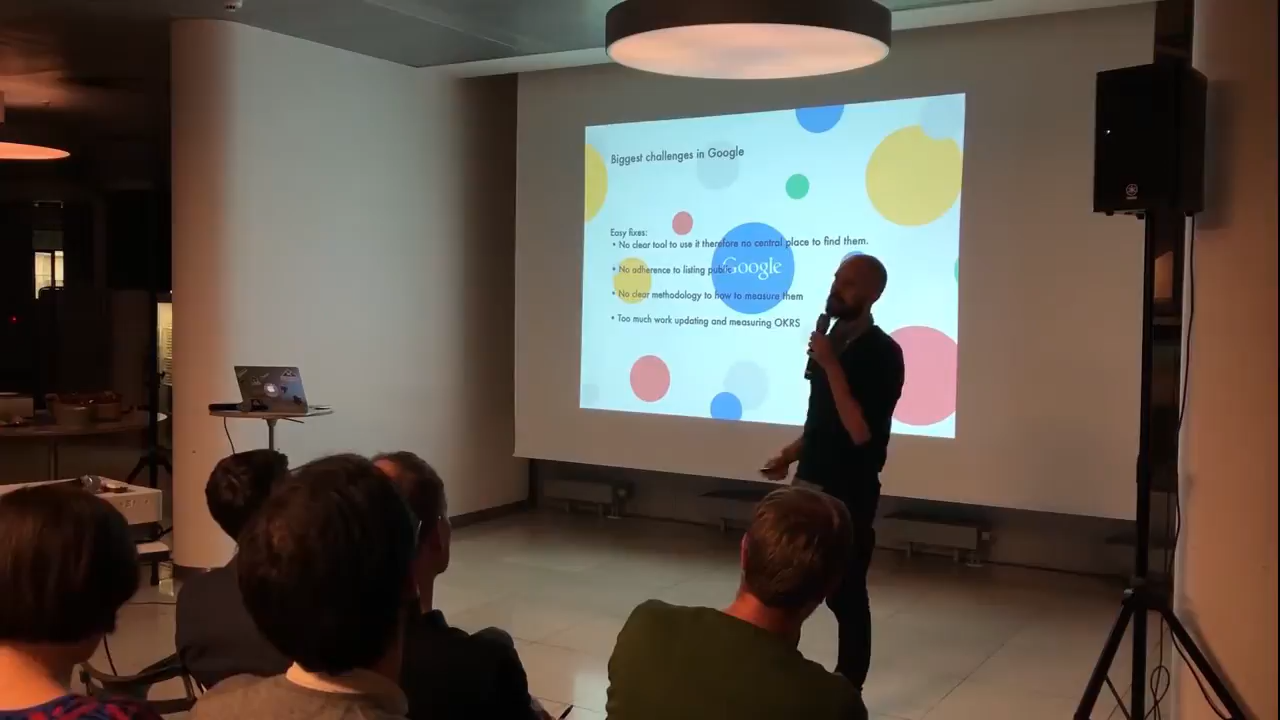 Biggest challenges in Google
Easy fixes:
• No clear tool to use it therefore no central place to find them.
• No adherence to listing public
Google
• No clear methodology to how to measure them
• Too much work updating and measuring OKRS